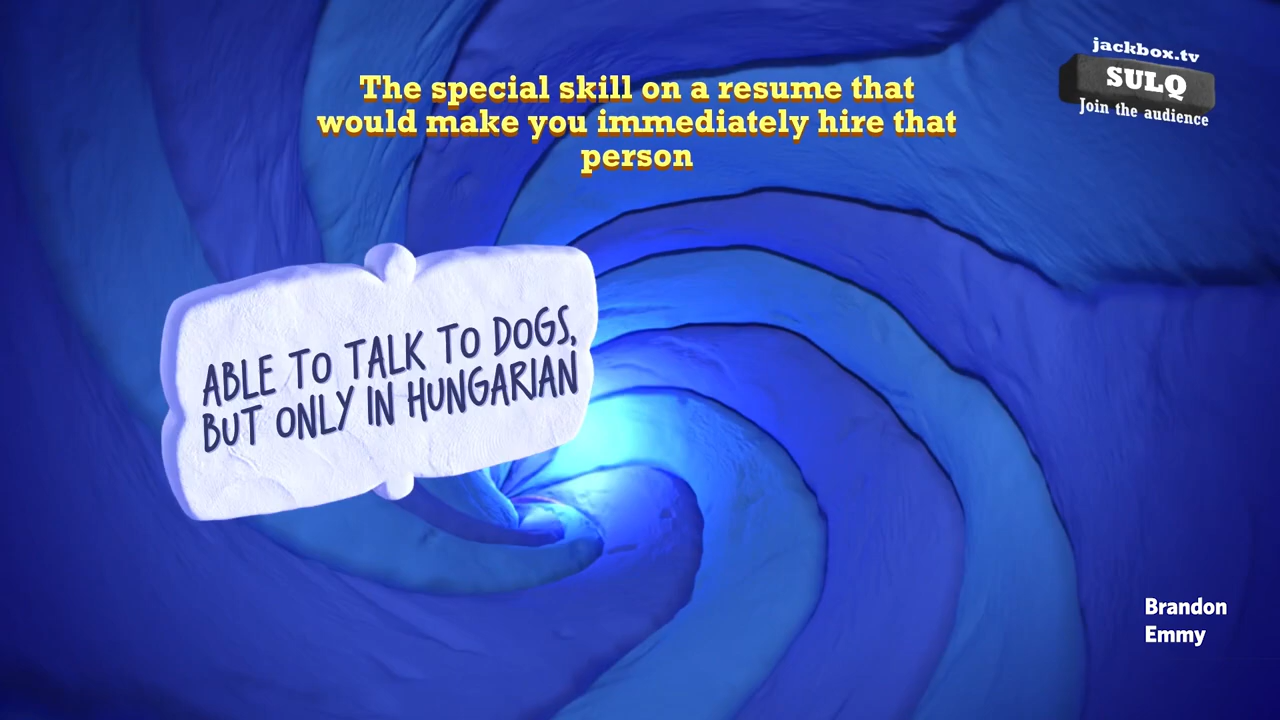 The special skill on a resume that
would make you immediately hire that
person
jackbox.tv
SULQ
Join the audience
ABLE TO TALK TO DOGS,
BUT ONLY IN HUNGARIAN
Brandon
Emmy